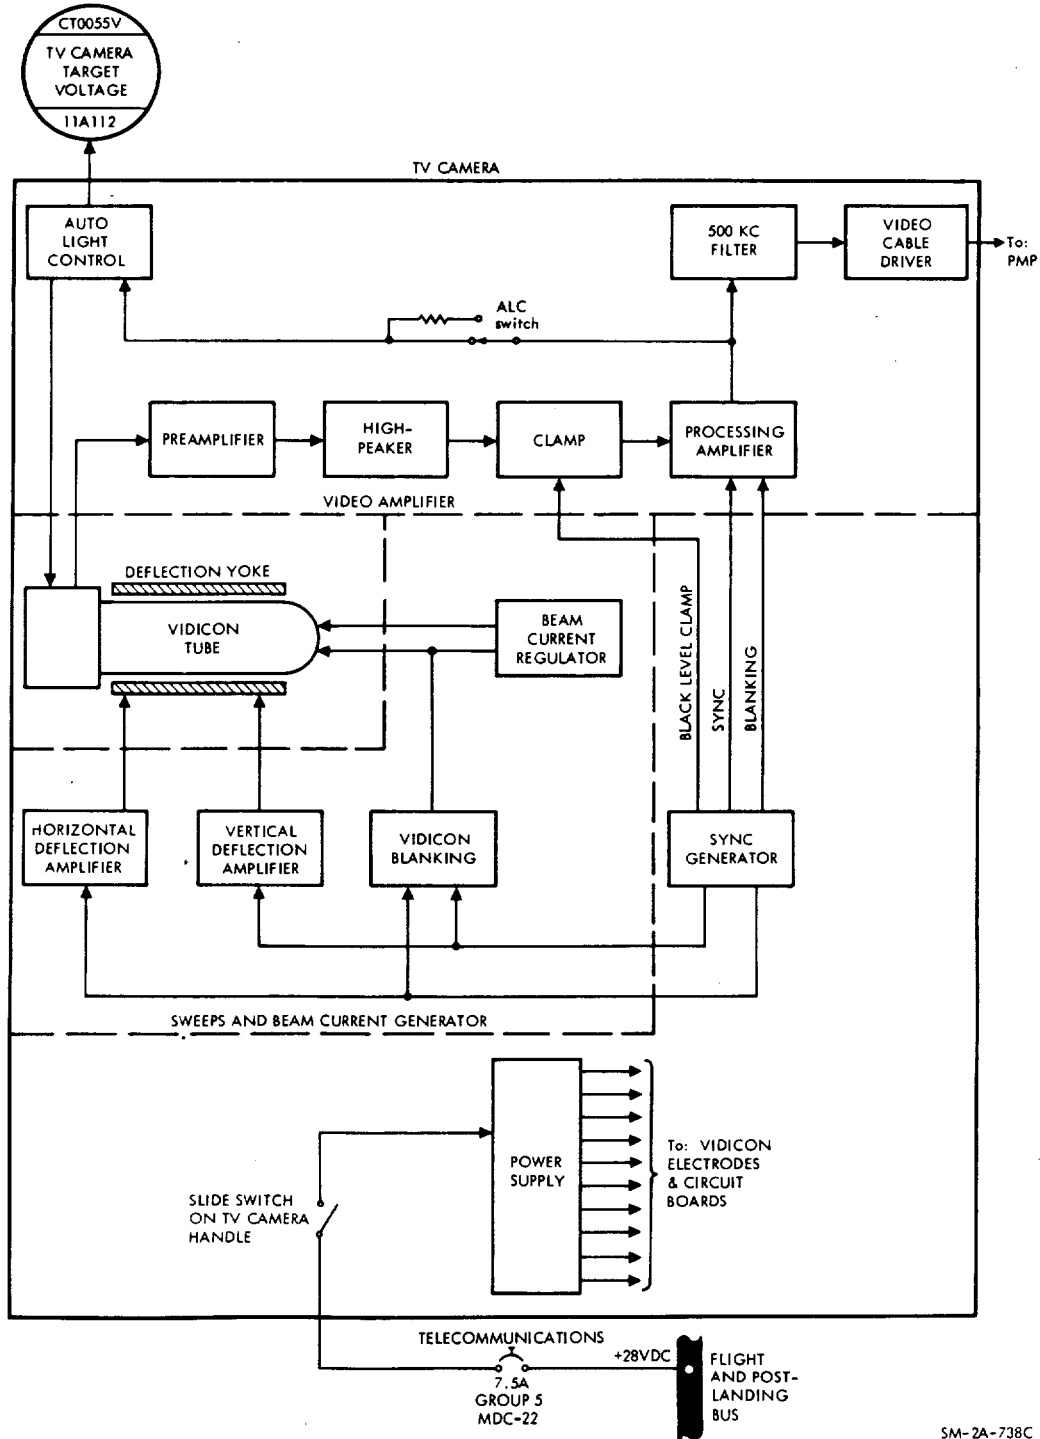 CT0055V
TV CAMERA
TARGET
VOLTAGE
11A112
TV CAMERA
AUTO
LIGHT
CONTROL
500 KC
FILTER
VIDEO
CABLE
DRIVER
To:
PMP
ALC
switch
PREAMPLIFIER
HIGH-
PEAKER
CLAMP
PROCESSING
AMPLIFIER
VIDEO AMPLIFIER
DEFLECTION YOKE
VIDICON
TUBE
BEAM
CURRENT
REGULATOR
BLACK LEVEL CLAMP
SYNC
BLANKING
HORIZONTAL
DEFLECTION
AMPLIFIER
VERTICAL
DEFLECTION
AMPLIFIER
VIDICON
BLANKING
SYNC
GENERATOR
SWEEPS AND BEAM CURRENT GENERATOR
POWER
SUPPLY
To: VIDICON
ELECTRODES
& CIRCUIT
BOARDS
SLIDE SWITCH
ON TV CAMERA
HANDLE
TELECOMMUNICATIONS
7.5A
GROUP 5
MDC-22
+28VDC
FLIGHT
AND POST-
LANDING
BUS
SM-2A-738C